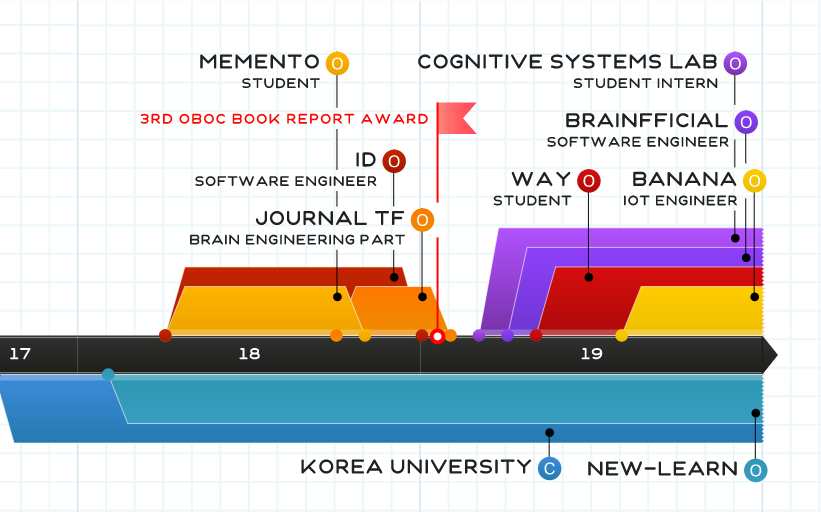 MEMENTO O
STUDENT
COGNITIVE SYSTEMS LAB O
STUDENT INTERN
3RD OBOC BOOK REPORT AWARD
BRAINFFICIAL O
SOFTWARE ENGINEER
ID O
SOFTWARE ENGINEER
WAY O
STUDENT
BANANA O
IOT ENGINEER
JOURNAL TF O
BRAIN ENGINEERING PART
17 18 19
KOREA UNIVERSITY C
NEW-LEARN O